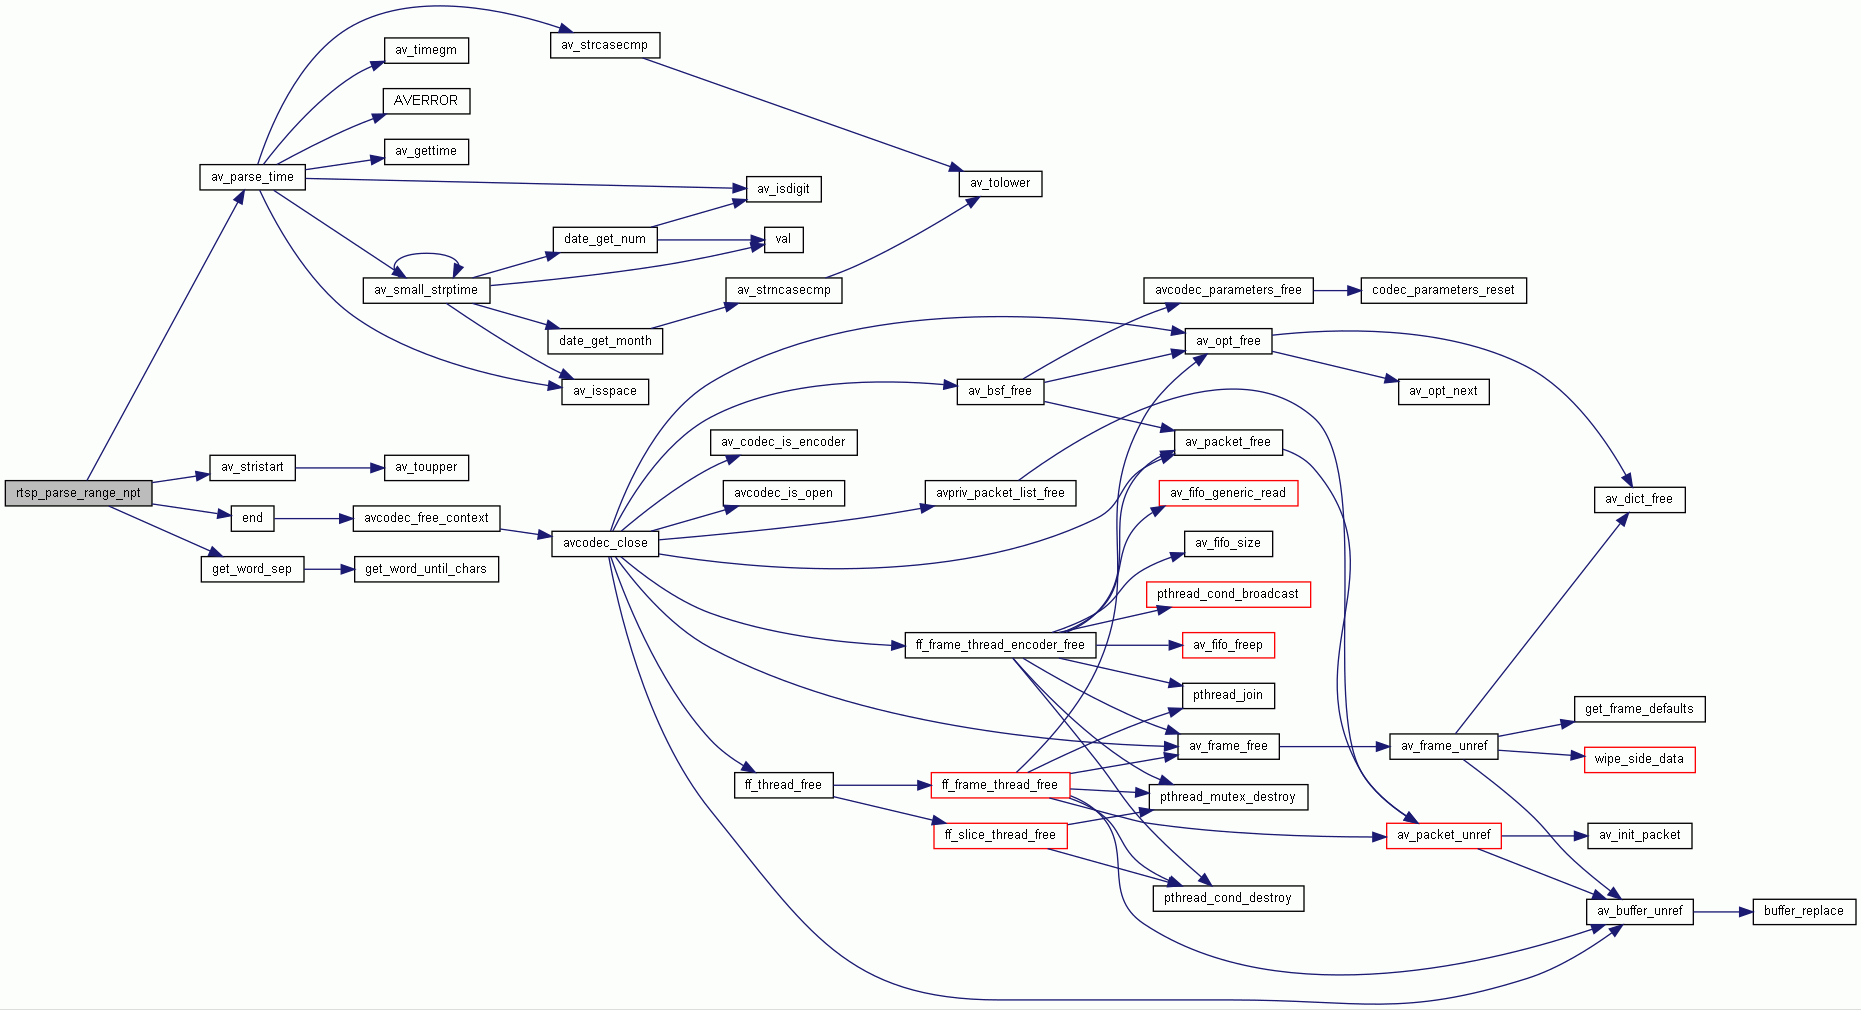 av_strcasecmp
av_timegm
AVERROR
av_gettime
av_parse_time
av_isdigit
av_tolower
date_get_num
val
av_small_strptime
av_strncasecmp
avcodec_parameters_free
codec_parameters_reset
date_get_month
av_opt_free
av_isspace
av_bsf_free
av_opt_next
av_codec_is_encoder
av_packet_free
av_stristart
av_toupper
rtsp_parse_range_npt
avcodec_is_open
avpriv_packet_list_free
av_fifo_generic_read
av_dict_free
end
avcodec_free_context
avcodec_close
av_fifo_size
get_word_sep
get_word_until_chars
pthread_cond_broadcast
ff_frame_thread_encoder_free
av_fifo_freep
pthread_join
get_frame_defaults
av_frame_free
av_frame_unref
wipe_side_data
ff_thread_free
ff_frame_thread_free
pthread_mutex_destroy
ff_slice_thread_free
av_packet_unref
av_init_packet
pthread_cond_destroy
av_buffer_unref
buffer_replace